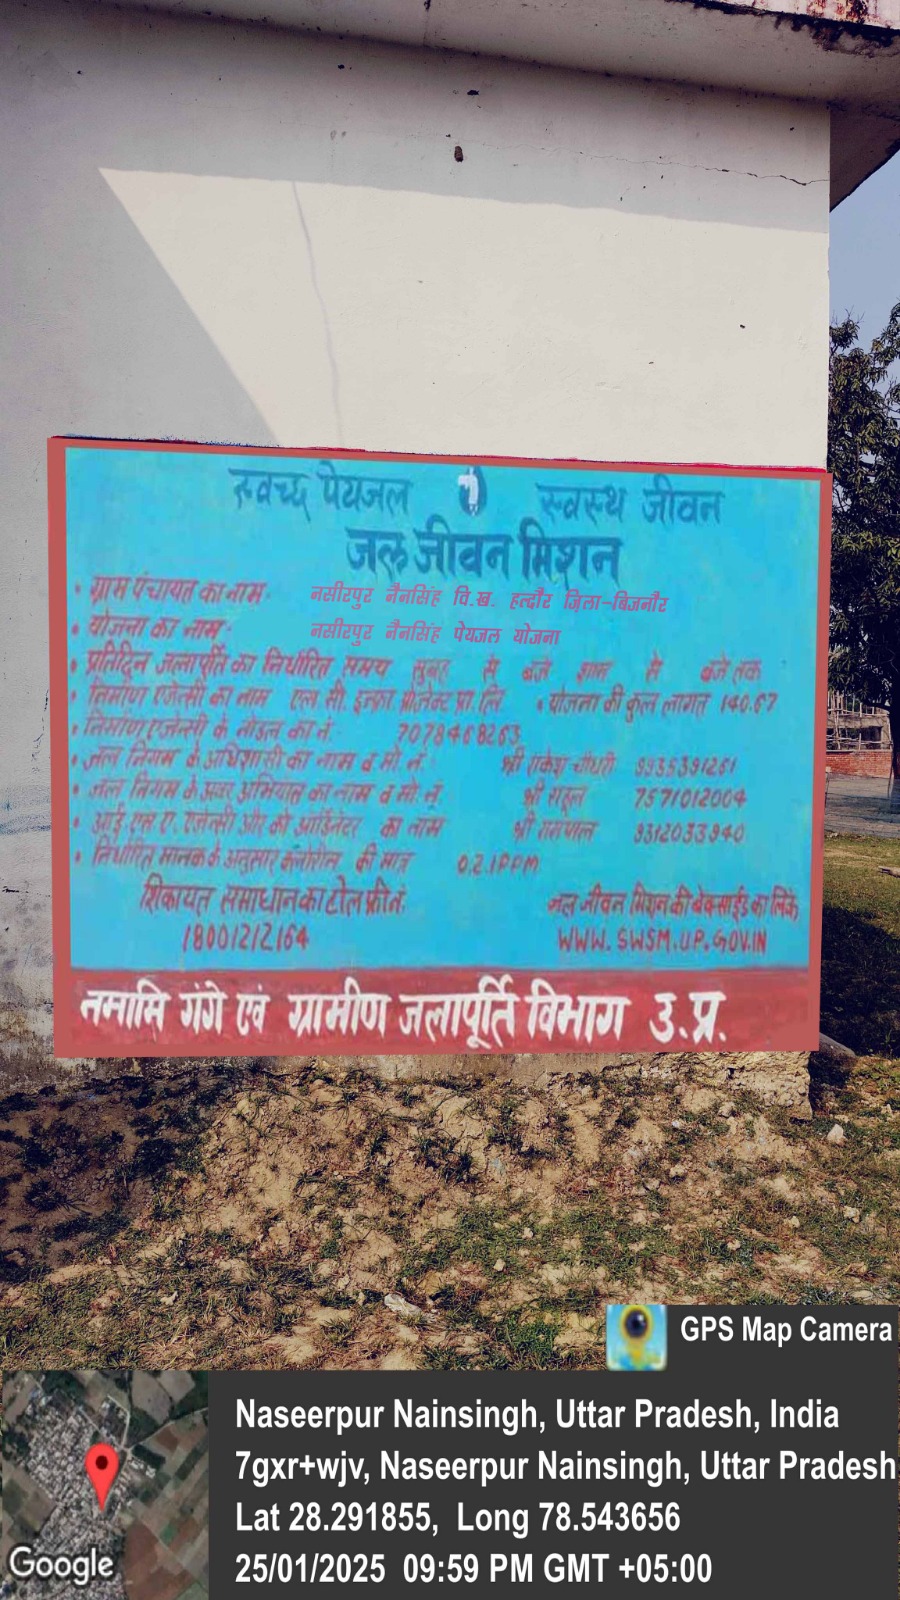 स्वच्छ पेयजल स्वस्थ जीवन
जल जीवन मिशन
• ग्राम पंचायत का नाम- नसीरपुर नैनसिंह वि.ख. हल्दौर ज़िला-बिजनौर
• योजना का नाम- नसीरपुर नैनसिंह पेयजल योजना
• प्रतिदिन जलापूर्ति का निर्धारित समय सुबह से बजे शाम से बजे तक
• निर्माण एजेन्सी का नाम एल.सी. इन्फ्रा प्रोजेक्ट प्रा.लि. • योजना की कुल लागत 140.67
• निर्माण एजेन्सी के नोडल का नं. 7078468263
• जल निगम के अधिशासी का नाम व मो. नं. श्री राकेश चौधरी 9935391261
• जल निगम के अवर अभियंता का नाम व मो. नं. श्री राहुल 7571012004
• आई.एस.ए. एजेन्सी और को आर्डिनेटर का नाम श्री रामपाल 9312033940
• निर्धारित मानक के अनुसार क्लोरीन की मात्र 0.2.1PPM
शिकायत समाधान का टोल फ्री नं. जल जीवन मिशन की बेबसाईड का लिंक
18001212164 WWW.SWSM.UP.GOV.IN
नमामि गंगे एवं ग्रामीण जलापूर्ति विभाग उ.प्र.
GPS Map Camera
Naseerpur Nainsingh, Uttar Pradesh, India
7gxr+wjv, Naseerpur Nainsingh, Uttar Pradesh
Lat 28.291855, Long 78.543656
25/01/2025 09:59 PM GMT +05:00
Google